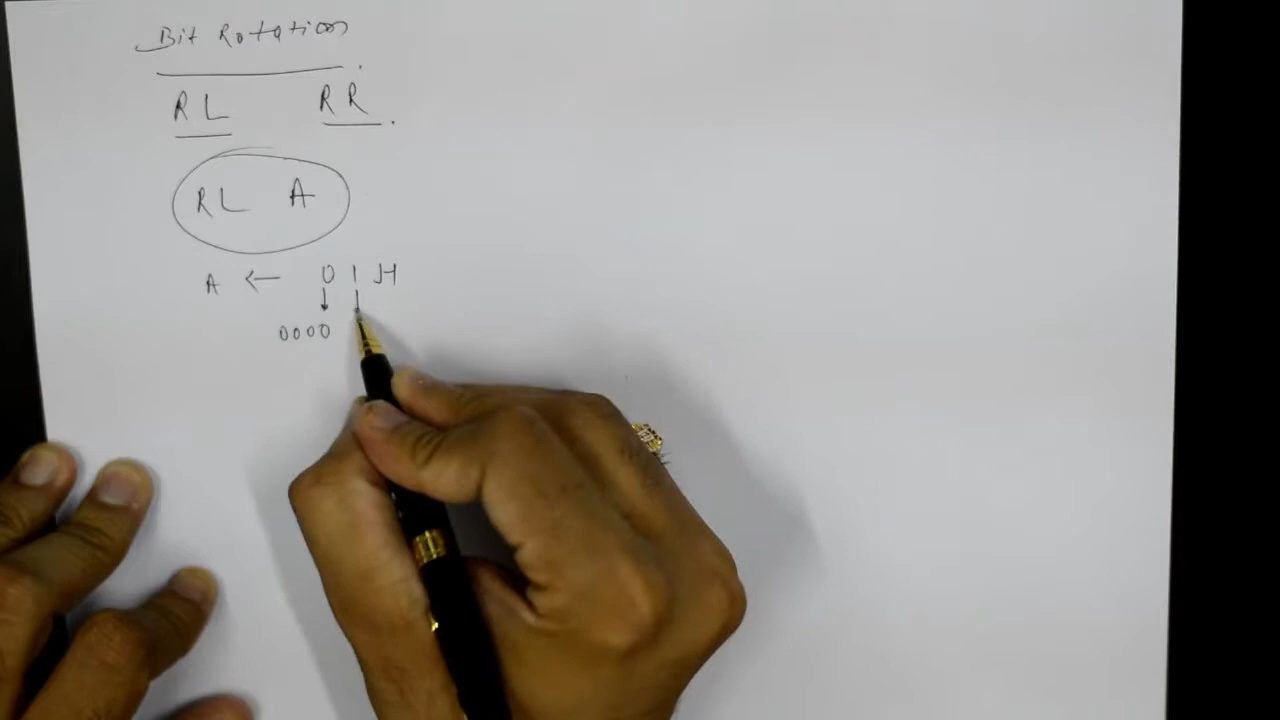 Bit Rotation
RL RR.
RL A
A ← 01H
↓
0000